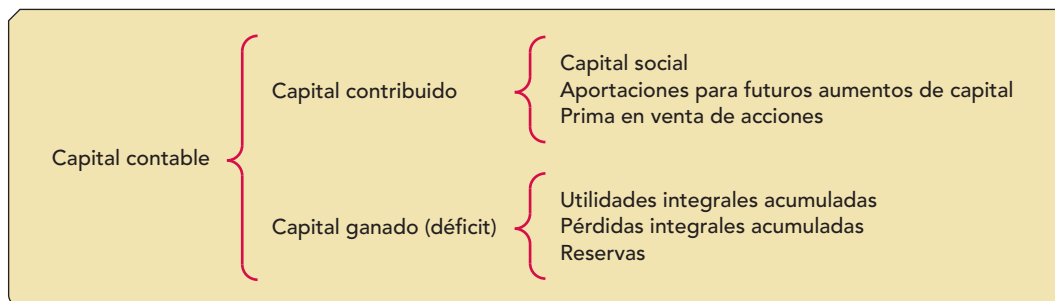 Capital contable
Capital contribuido
Capital social
Aportaciones para futuros aumentos de capital
Prima en venta de acciones
Capital ganado (déficit)
Utilidades integrales acumuladas
Pérdidas integrales acumuladas
Reservas